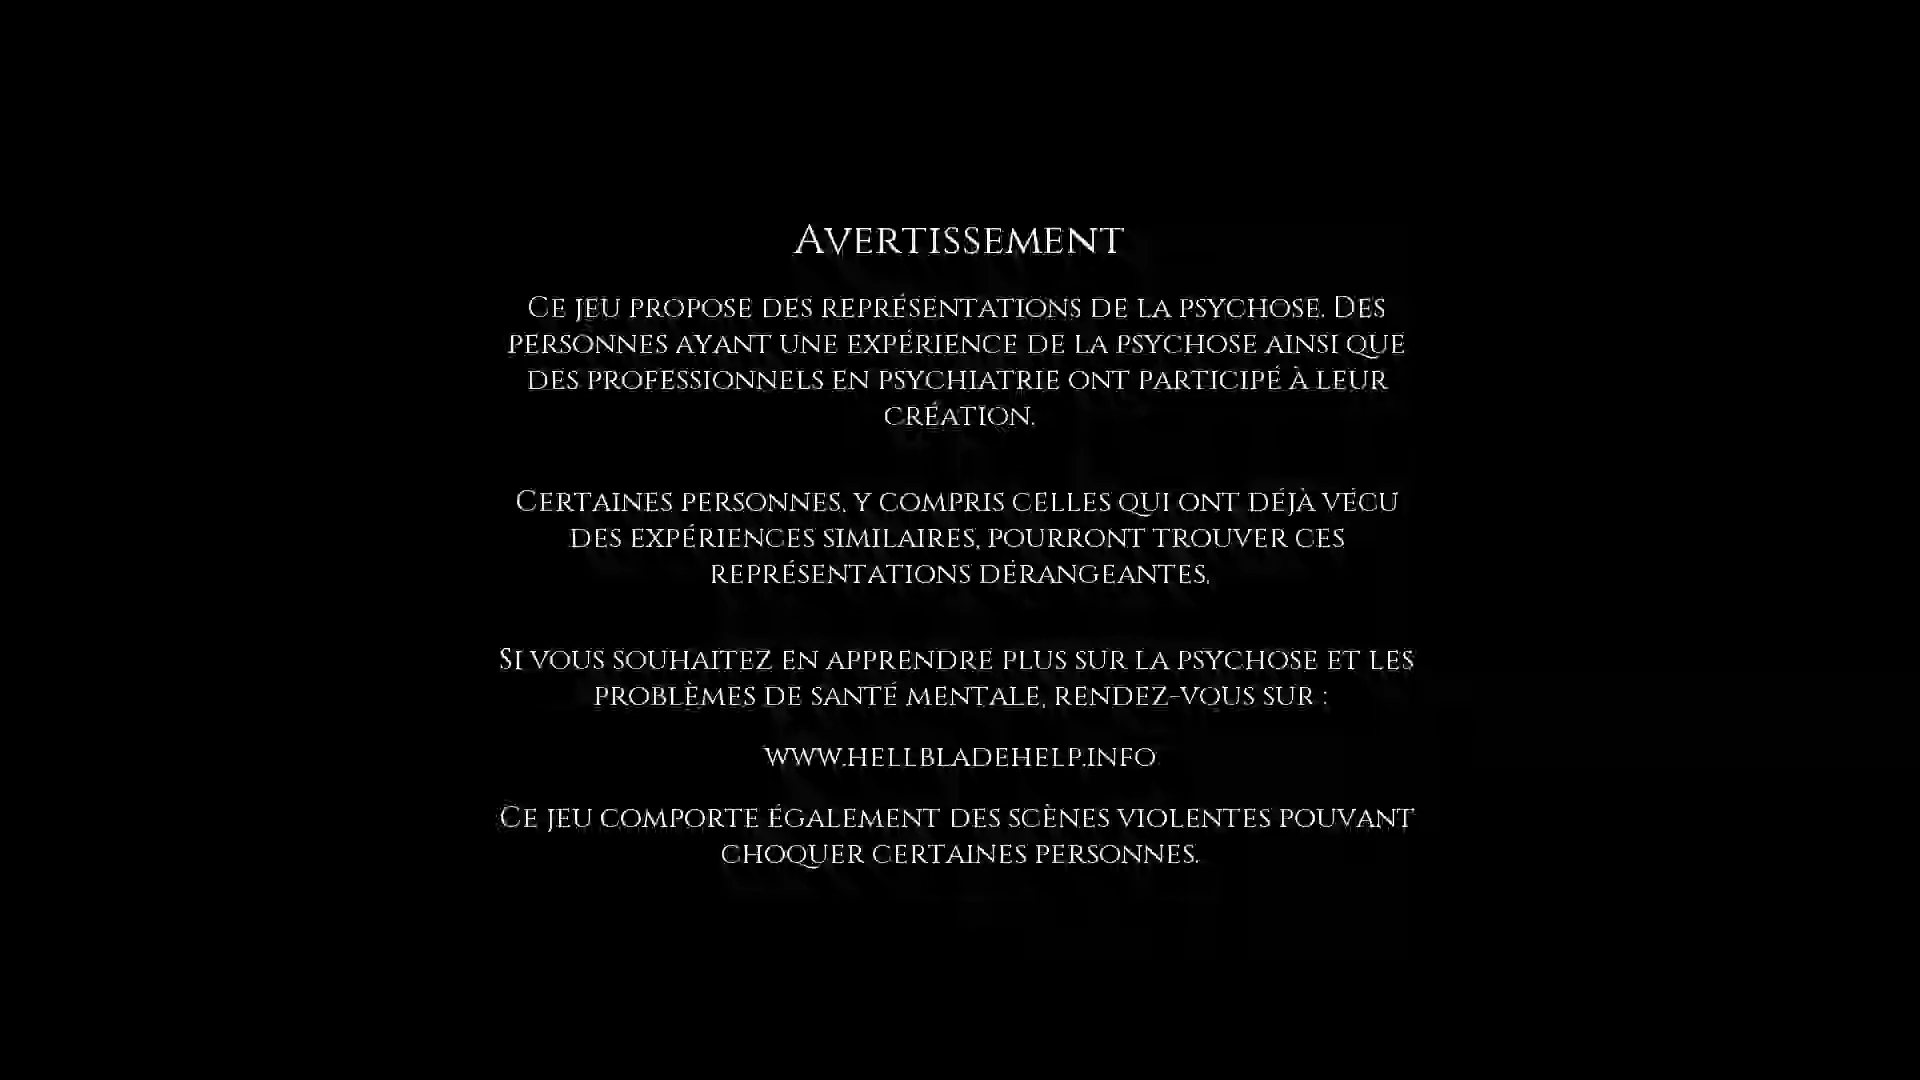 Avertissement
Ce jeu propose des représentations de la psychose. Des
personnes ayant une expérience de la psychose ainsi que
des professionnels en psychiatrie ont participé à leur
création.
Certaines personnes, y compris celles qui ont déjà vécu
des expériences similaires, pourront trouver ces
représentations dérangeantes.
Si vous souhaitez en apprendre plus sur la psychose et les
problèmes de santé mentale, rendez-vous sur :
www.hellbladehelp.info
Ce jeu comporte également des scènes violentes pouvant
choquer certaines personnes.